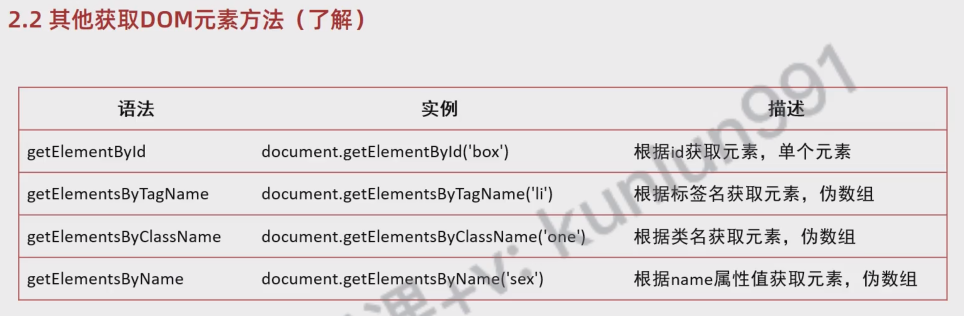 2.2 其他获取DOM元素方法（了解）
语法 实例 描述
getElementById document.getElementById('box') 根据id获取元素，单个元素
getElementsByTagName document.getElementsByTagName('li') 根据标签名获取元素，伪数组
getElementsByClassName document.getElementsByClassName('one') 根据类名获取元素，伪数组
getElementsByName document.getElementsByName('sex') 根据name属性值获取元素，伪数组
课+v: kunlun991